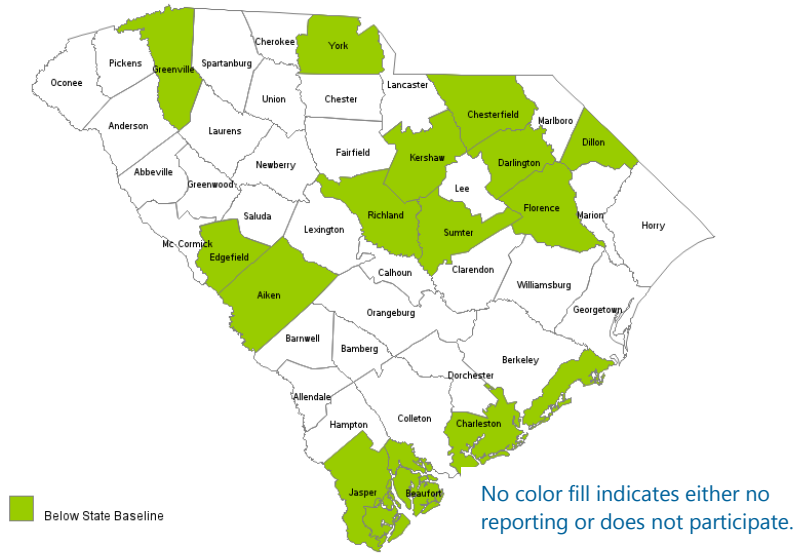 Cherokee
York
Greenville
Spartanburg
Pickens
Oconee
Lancaster
Union
Chester
Chesterfield
Marlboro
Anderson
Laurens
Dillon
Fairfield
Kershaw
Darlington
Newberry
Abbeville
Greenwood
Lee
Florence
Saluda
Richland
Marion
Horry
Lexington
Sumter
Mc Cormick
Edgefield
Calhoun
Clarendon
Williamsburg
Aiken
Orangeburg
Georgetown
Barnwell
Bamberg
Berkeley
Dorchester
Allendale
Colleton
Charleston
Hampton
Jasper
Beaufort
No color fill indicates either no
reporting or does not participate.
Below State Baseline